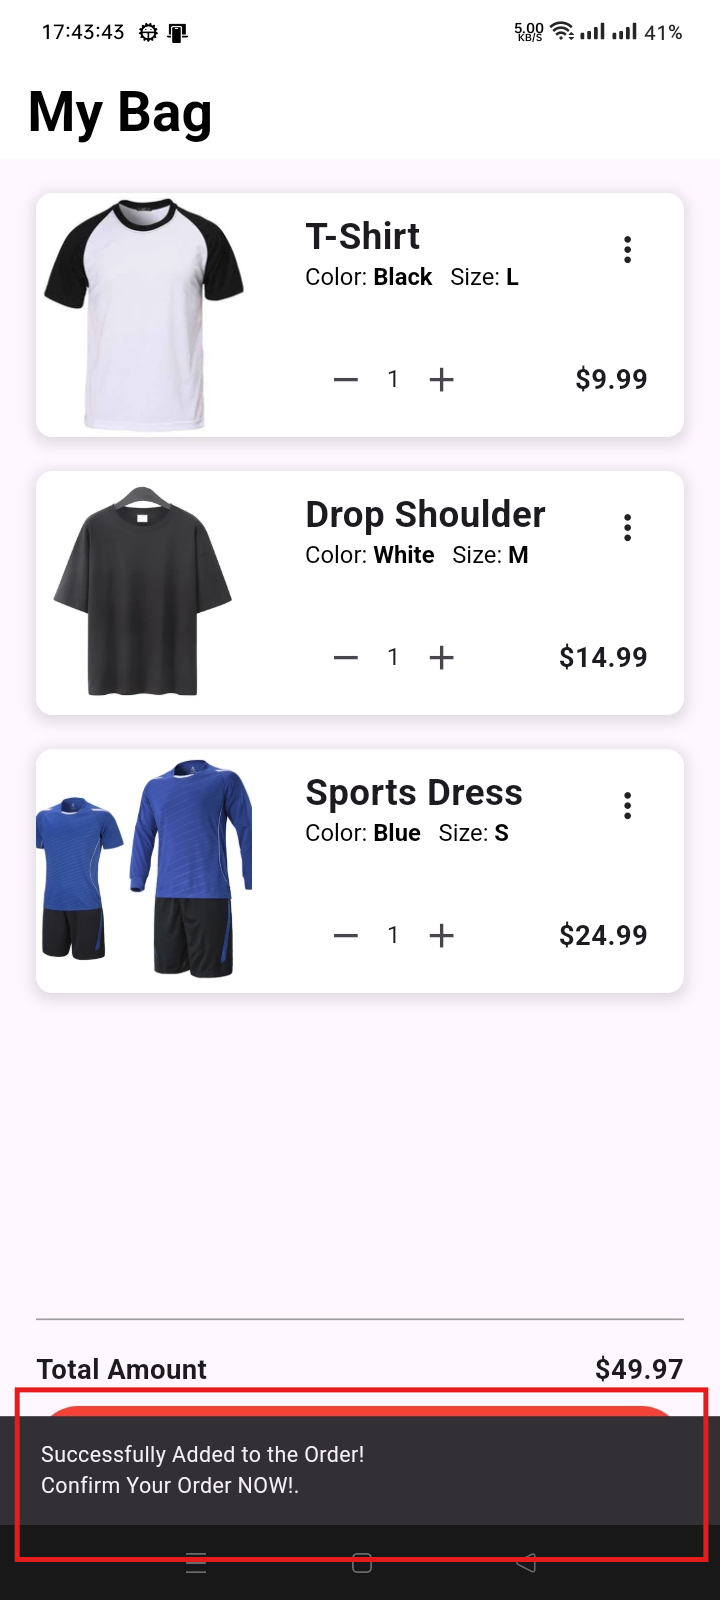 17:43:43 5.00 KB/S 41%
My Bag
T-Shirt
Color: Black Size: L
1 $9.99
Drop Shoulder
Color: White Size: M
1 $14.99
Sports Dress
Color: Blue Size: S
1 $24.99
Total Amount $49.97
Successfully Added to the Order!
Confirm Your Order NOW!.